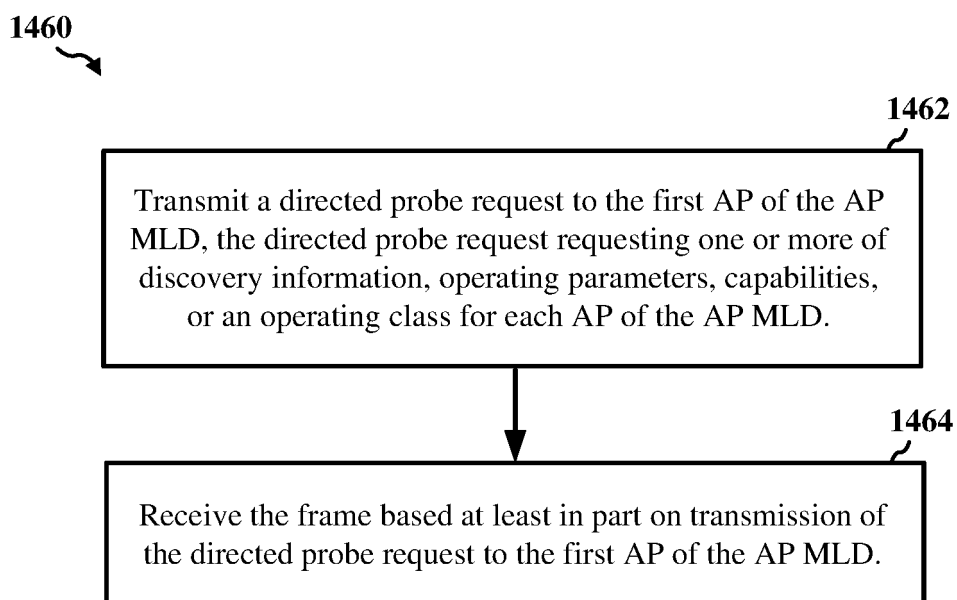 1460
1462
Transmit a directed probe request to the first AP of the AP
MLD, the directed probe request requesting one or more of
discovery information, operating parameters, capabilities,
or an operating class for each AP of the AP MLD.
1464
Receive the frame based at least in part on transmission of
the directed probe request to the first AP of the AP MLD.